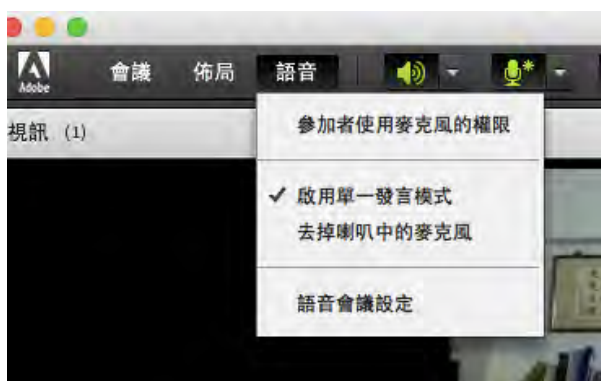 Adobe
會議 佈局 語音
視訊 (1)
參加者使用麥克風的權限
✓ 啟用單一發言模式
去掉喇叭中的麥克風
語音會議設定